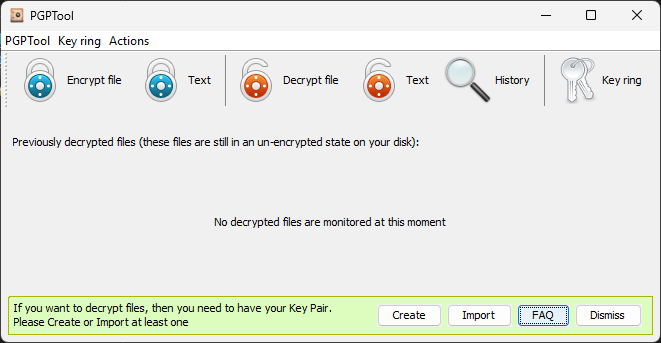 PGPTool
PGPTool Key ring Actions
Encrypt file Text Decrypt file Text History Key ring
Previously decrypted files (these files are still in an un-encrypted state on your disk):
No decrypted files are monitored at this moment
If you want to decrypt files, then you need to have your Key Pair.
Please Create or Import at least one
Create Import FAQ Dismiss